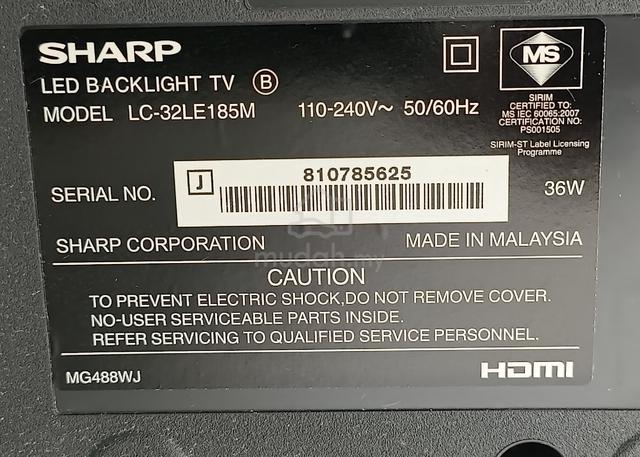 SHARP
LED BACKLIGHT TV B
MODEL LC-32LE185M 110-240V~ 50/60Hz
MS
SIRIM
CERTIFIED TO:
MS IEC 60065:2007
CERTIFICATION NO.:
PS001505
SIRIM-ST Label Licensing
Programme
SERIAL NO. J 810785625 36W
SHARP CORPORATION MADE IN MALAYSIA
mudah.my
CAUTION
TO PREVENT ELECTRIC SHOCK,DO NOT REMOVE COVER.
NO-USER SERVICEABLE PARTS INSIDE.
REFER SERVICING TO QUALIFIED SERVICE PERSONNEL.
MG488WJ HDMI